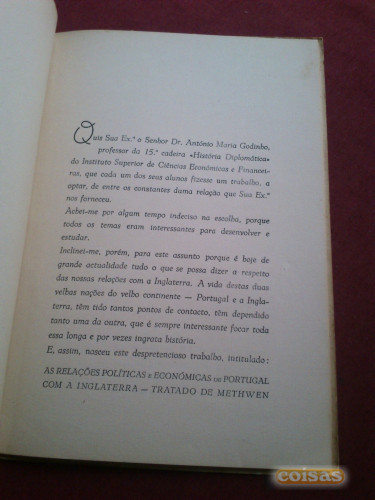 Quis Sua Ex.ª o Senhor Dr. António Maria Godinho,
professor da 15.ª cadeira «História Diplomática»
do Instituto Superior de Ciências Económicas e Financei-
ras, que cada um dos seus alunos fizesse um trabalho, a
optar, de entre os constantes duma relação que Sua Ex.ª
nos forneceu.
Achei-me por algum tempo indeciso na escolha, porque
todos os temas eram interessantes para desenvolver e
estudar.
Inclinei-me, porém, para este assunto porque é hoje de
grande actualidade tudo o que se possa dizer a respeito
das nossas relações com a Inglaterra. A vida destas duas
velhas nações do velho continente — Portugal e a Ingla-
terra, têm tido tantos pontos de contacto, têm dependido
tanto uma da outra, que é sempre interessante focar toda
essa longa e por vezes ingrata história.
E, assim, nasceu este despretencioso trabalho, intitulado:
AS RELAÇÕES POLÍTICAS E ECONÓMICAS DE PORTUGAL
COM A INGLATERRA — TRATADO DE METHWEN
coisas